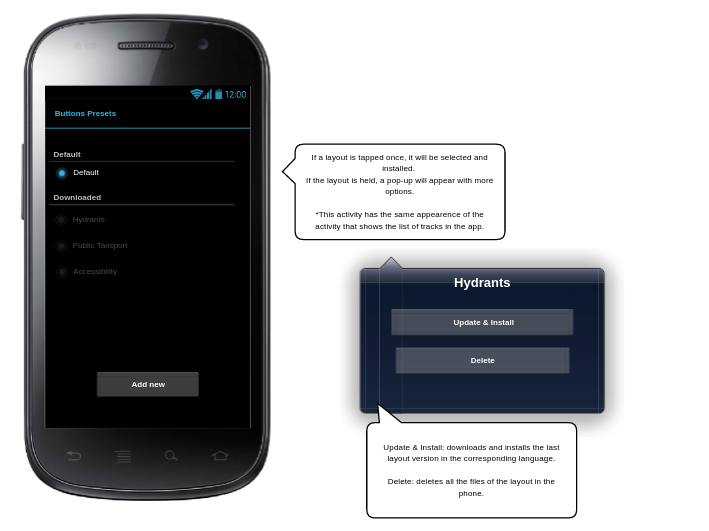 12:00
Buttons Presets
Default
Default
Downloaded
Hydrants
Public Tansport
Accessibility
Add new
If a layout is tapped once, it will be selected and
installed.
If the layout is held, a pop-up will appear with more
options.
*This activity has the same appearence of the
activity that shows the list of tracks in the app.
Hydrants
Update & Install
Delete
Update & Install: downloads and installs the last
layout version in the corresponding language.
Delete: deletes all the files of the layout in the
phone.